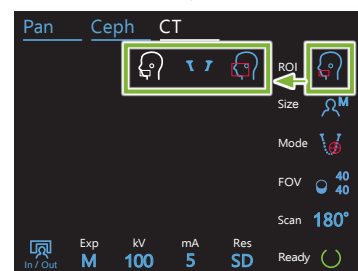 Pan Ceph CT
ROI
Size M
Mode
FOV 40 40
Scan 180°
In / Out Exp M kV 100 mA 5 Res SD Ready